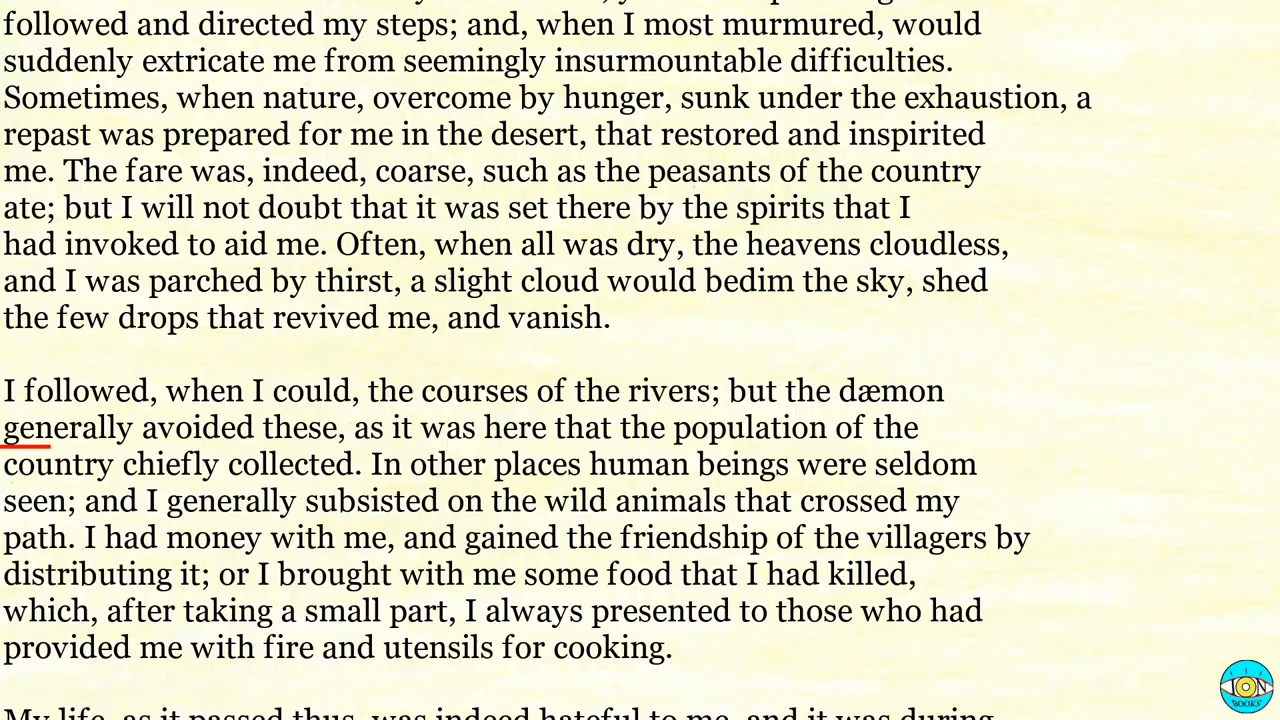 followed and directed my steps; and, when I most murmured, would
suddenly extricate me from seemingly insurmountable difficulties.
Sometimes, when nature, overcome by hunger, sunk under the exhaustion, a
repast was prepared for me in the desert, that restored and inspirited
me. The fare was, indeed, coarse, such as the peasants of the country
ate; but I will not doubt that it was set there by the spirits that I
had invoked to aid me. Often, when all was dry, the heavens cloudless,
and I was parched by thirst, a slight cloud would bedim the sky, shed
the few drops that revived me, and vanish.
I followed, when I could, the courses of the rivers; but the dæmon
generally avoided these, as it was here that the population of the
country chiefly collected. In other places human beings were seldom
seen; and I generally subsisted on the wild animals that crossed my
path. I had money with me, and gained the friendship of the villagers by
distributing it; or I brought with me some food that I had killed,
which, after taking a small part, I always presented to those who had
provided me with fire and utensils for cooking.
My life, as it passed thus, was indeed hateful to me, and it was during
ION
BOOKS